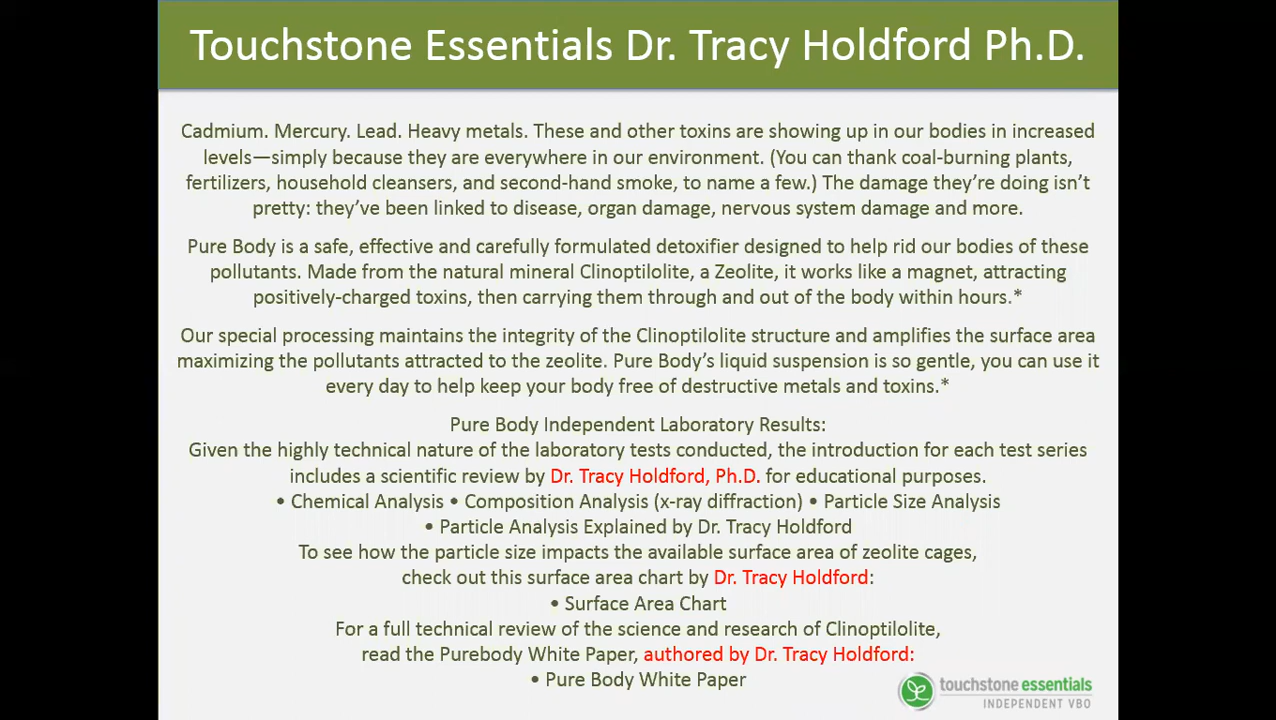 Touchstone Essentials Dr. Tracy Holdford Ph.D.
Cadmium. Mercury. Lead. Heavy metals. These and other toxins are showing up in our bodies in increased
levels—simply because they are everywhere in our environment. (You can thank coal-burning plants,
fertilizers, household cleansers, and second-hand smoke, to name a few.) The damage they're doing isn't
pretty: they've been linked to disease, organ damage, nervous system damage and more.
Pure Body is a safe, effective and carefully formulated detoxifier designed to help rid our bodies of these
pollutants. Made from the natural mineral Clinoptilolite, a Zeolite, it works like a magnet, attracting
positively-charged toxins, then carrying them through and out of the body within hours.*
Our special processing maintains the integrity of the Clinoptilolite structure and amplifies the surface area
maximizing the pollutants attracted to the zeolite. Pure Body's liquid suspension is so gentle, you can use it
every day to help keep your body free of destructive metals and toxins.*
Pure Body Independent Laboratory Results:
Given the highly technical nature of the laboratory tests conducted, the introduction for each test series
includes a scientific review by Dr. Tracy Holdford, Ph.D. for educational purposes.
• Chemical Analysis • Composition Analysis (x-ray diffraction) • Particle Size Analysis
• Particle Analysis Explained by Dr. Tracy Holdford
To see how the particle size impacts the available surface area of zeolite cages,
check out this surface area chart by Dr. Tracy Holdford:
• Surface Area Chart
For a full technical review of the science and research of Clinoptilolite,
read the Purebody White Paper, authored by Dr. Tracy Holdford:
• Pure Body White Paper
touchstone essentials
INDEPENDENT VBO